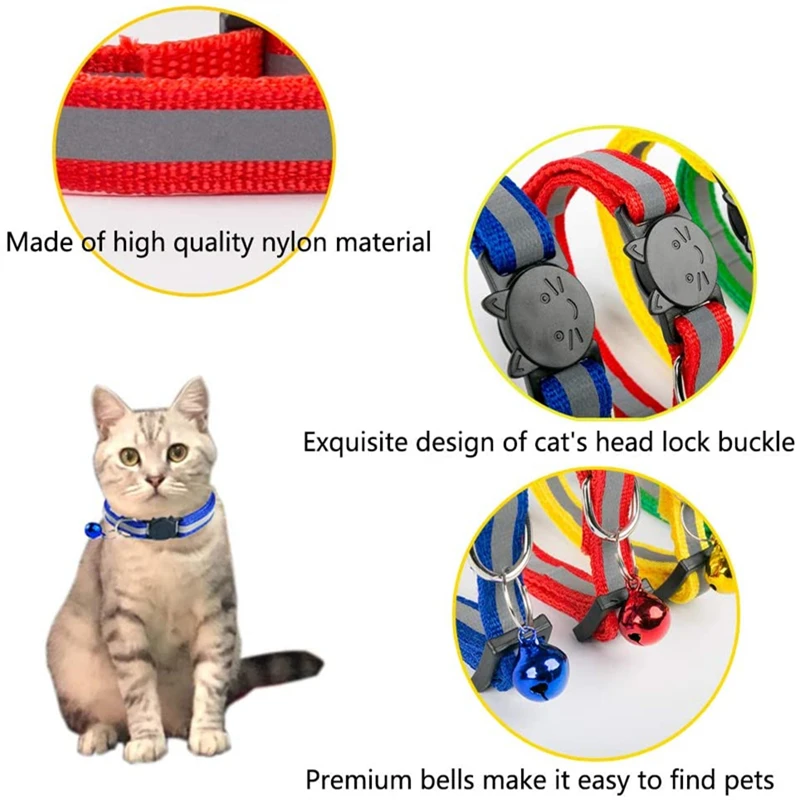 Made of high quality nylon material
Exquisite design of cat's head lock buckle
Premium bells make it easy to find pets